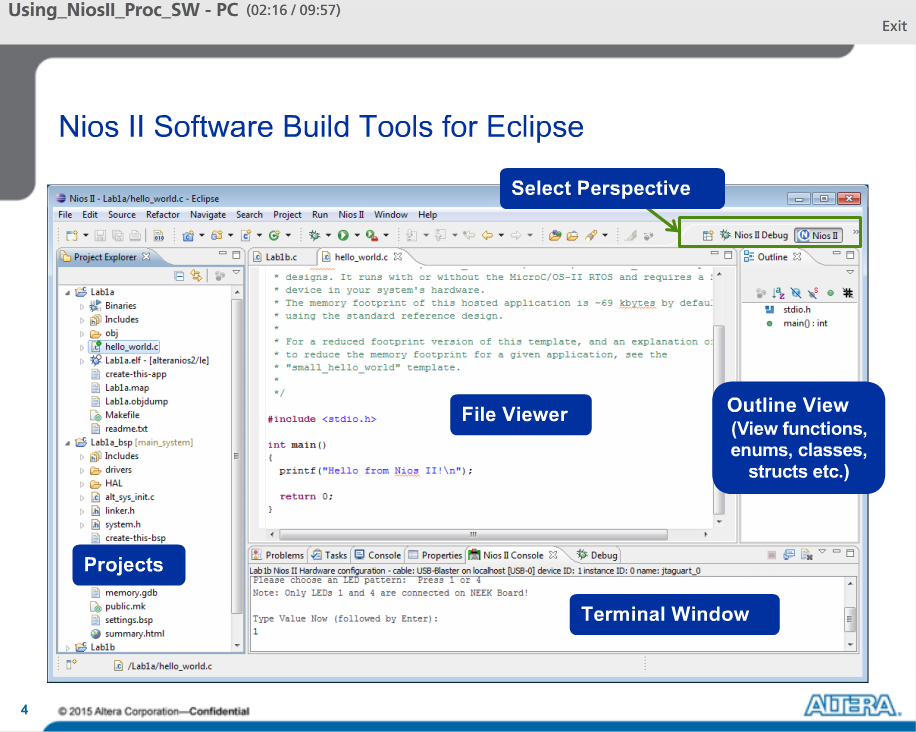 Using_NiosII_Proc_SW - PC (02:16 / 09:57)
Exit
Nios II Software Build Tools for Eclipse
Select Perspective
Nios II - Lab1a/hello_world.c - Eclipse
File Edit Source Refactor Navigate Search Project Run Nios II Window Help
Nios II Debug Nios II
Project Explorer
Lab1a
Binaries
Includes
obj
hello_world.c
Lab1a.elf - [alteranios2/le]
create-this-app
Lab1a.map
Lab1a.objdump
Makefile
readme.txt
Lab1a_bsp [main_system]
Includes
drivers
HAL
alt_sys_init.c
linker.h
system.h
create-this-bsp
Projects
memory.gdb
public.mk
settings.bsp
summary.html
Lab1b
Lab1b.c hello_world.c
* designs. It runs with or without the MicroC/OS-II RTOS and requires a
* device in your system's hardware.
* The memory footprint of this hosted application is ~69 kbytes by defau
* using the standard reference design.
*
* For a reduced footprint version of this template, and an explanation o
* to reduce the memory footprint for a given application, see the
* "small_hello_world" template.
*
*/
#include <stdio.h>
int main()
{
printf("Hello from Nios II!\n");
return 0;
}
File Viewer
Outline
stdio.h
main() : int
Outline View
(View functions,
enums, classes,
structs etc.)
Problems Tasks Console Properties Nios II Console Debug
Lab1b Nios II Hardware configuration - cable: USB-Blaster on localhost [USB-0] device ID: 1 instance ID: 0 name: jtaguart_0
Please choose an LED pattern: Press 1 or 4
Note: Only LEDs 1 and 4 are connected on NEEK Board!
Type Value Now (followed by Enter):
1
Terminal Window
/Lab1a/hello_world.c
4
© 2015 Altera Corporation—Confidential
ALTERA.